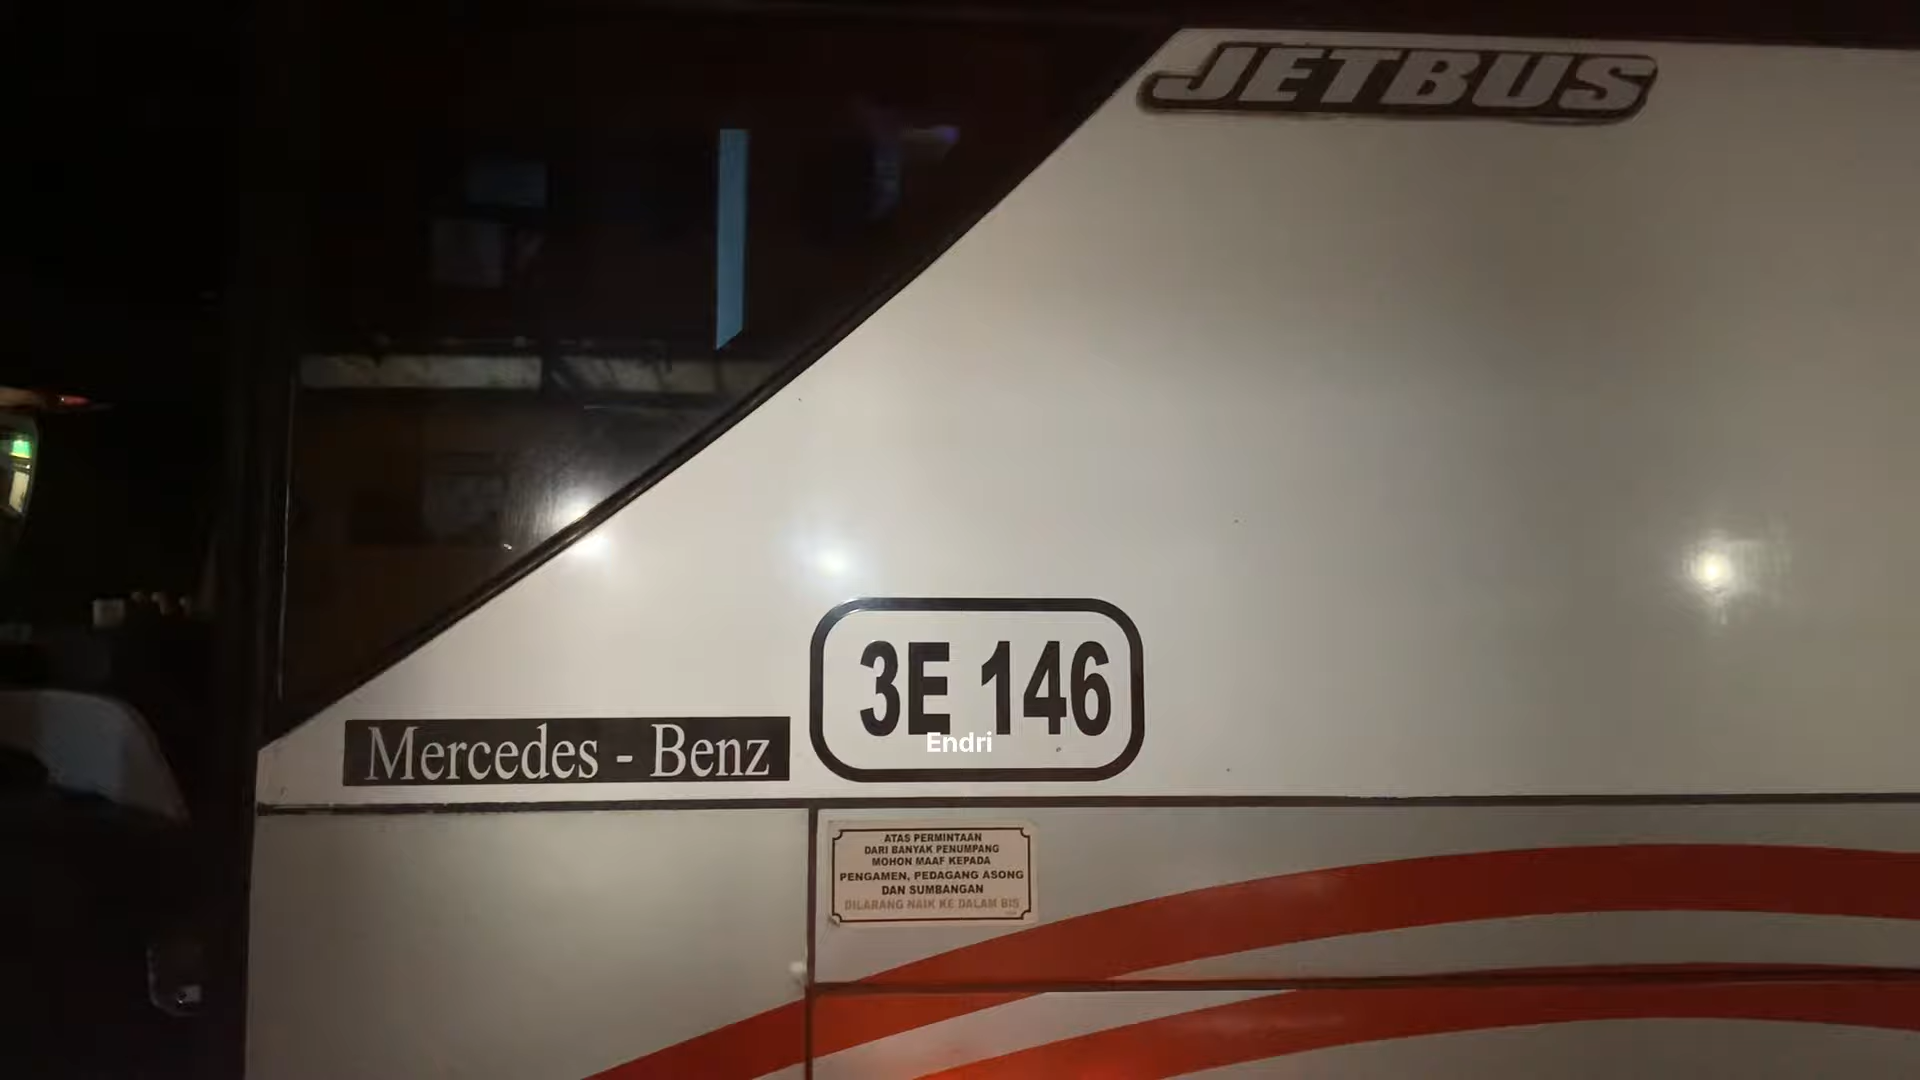 JETBUS
3E 146
Endri
Mercedes - Benz
ATAS PERMINTAAN
DARI BANYAK PENUMPANG
MOHON MAAF KEPADA
PENGAMEN, PEDAGANG ASONG
DAN SUMBANGAN
DILARANG NAIK KE DALAM BIS